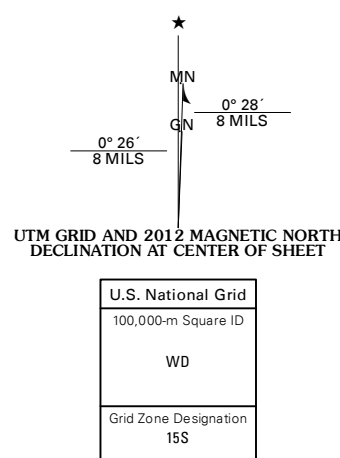 ★
MN
GN
0° 28´
8 MILS
0° 26´
8 MILS
UTM GRID AND 2012 MAGNETIC NORTH
DECLINATION AT CENTER OF SHEET
U.S. National Grid
100,000-m Square ID
WD
Grid Zone Designation
15S